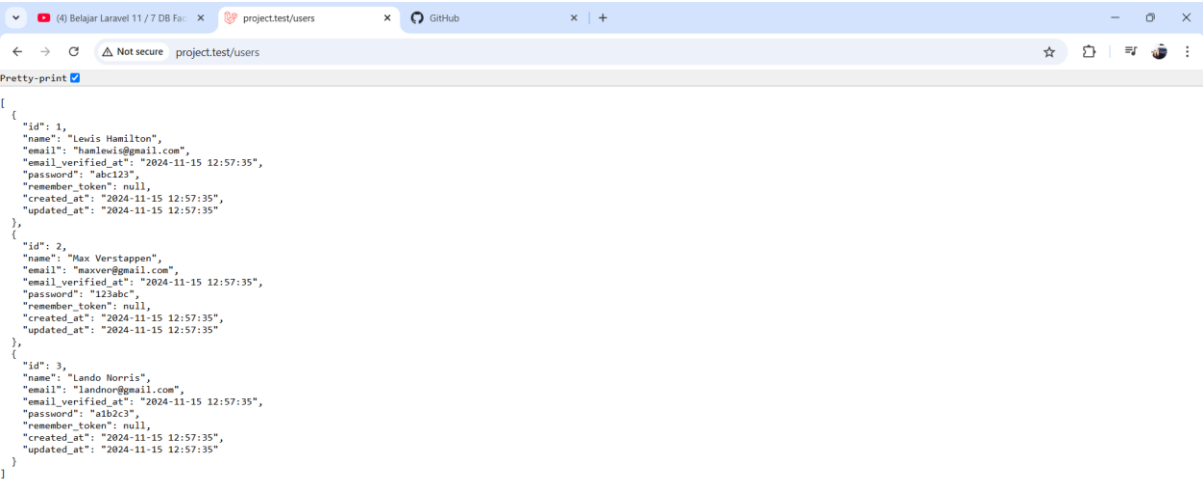 (4) Belajar Laravel 11 / 7 DB Fac
project.test/users
GitHub
Not secure project.test/users
Pretty-print
[
  {
    "id": 1,
    "name": "Lewis Hamilton",
    "email": "hamlewis@gmail.com",
    "email_verified_at": "2024-11-15 12:57:35",
    "password": "abc123",
    "remember_token": null,
    "created_at": "2024-11-15 12:57:35",
    "updated_at": "2024-11-15 12:57:35"
  },
  {
    "id": 2,
    "name": "Max Verstappen",
    "email": "maxver@gmail.com",
    "email_verified_at": "2024-11-15 12:57:35",
    "password": "123abc",
    "remember_token": null,
    "created_at": "2024-11-15 12:57:35",
    "updated_at": "2024-11-15 12:57:35"
  },
  {
    "id": 3,
    "name": "Lando Norris",
    "email": "landnor@gmail.com",
    "email_verified_at": "2024-11-15 12:57:35",
    "password": "a1b2c3",
    "remember_token": null,
    "created_at": "2024-11-15 12:57:35",
    "updated_at": "2024-11-15 12:57:35"
  }
]